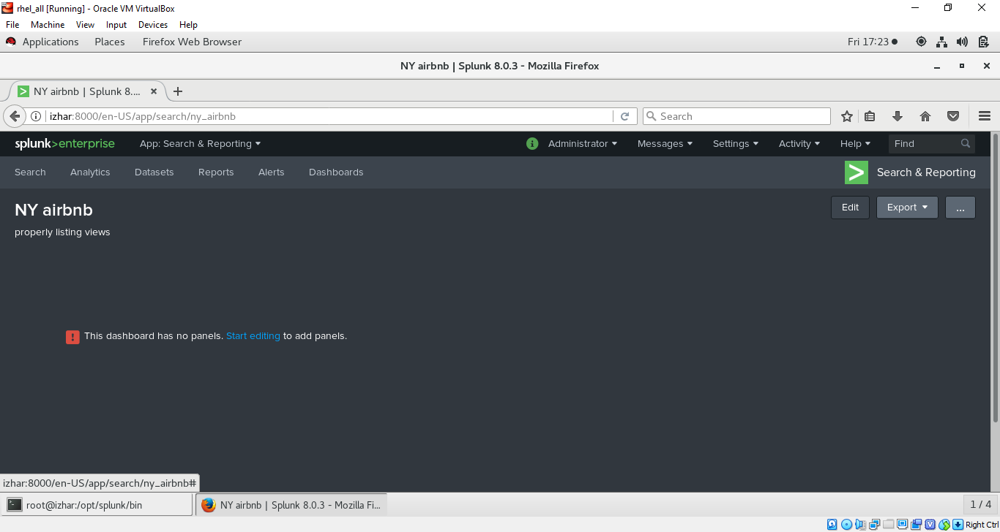 rhel_all [Running] - Oracle VM VirtualBox
File Machine View Input Devices Help
Applications Places Firefox Web Browser Fri 17:23
NY airbnb | Splunk 8.0.3 - Mozilla Firefox
NY airbnb | Splunk 8....
izhar:8000/en-US/app/search/ny_airbnb Search
splunk>enterprise App: Search & Reporting i Administrator Messages Settings Activity Help Find
Search Analytics Datasets Reports Alerts Dashboards > Search & Reporting
NY airbnb Edit Export ...
properly listing views
! This dashboard has no panels. Start editing to add panels.
izhar:8000/en-US/app/search/ny_airbnb#
root@izhar:/opt/splunk/bin NY airbnb | Splunk 8.0.3 - Mozilla Fi... 1 / 4
Right Ctrl